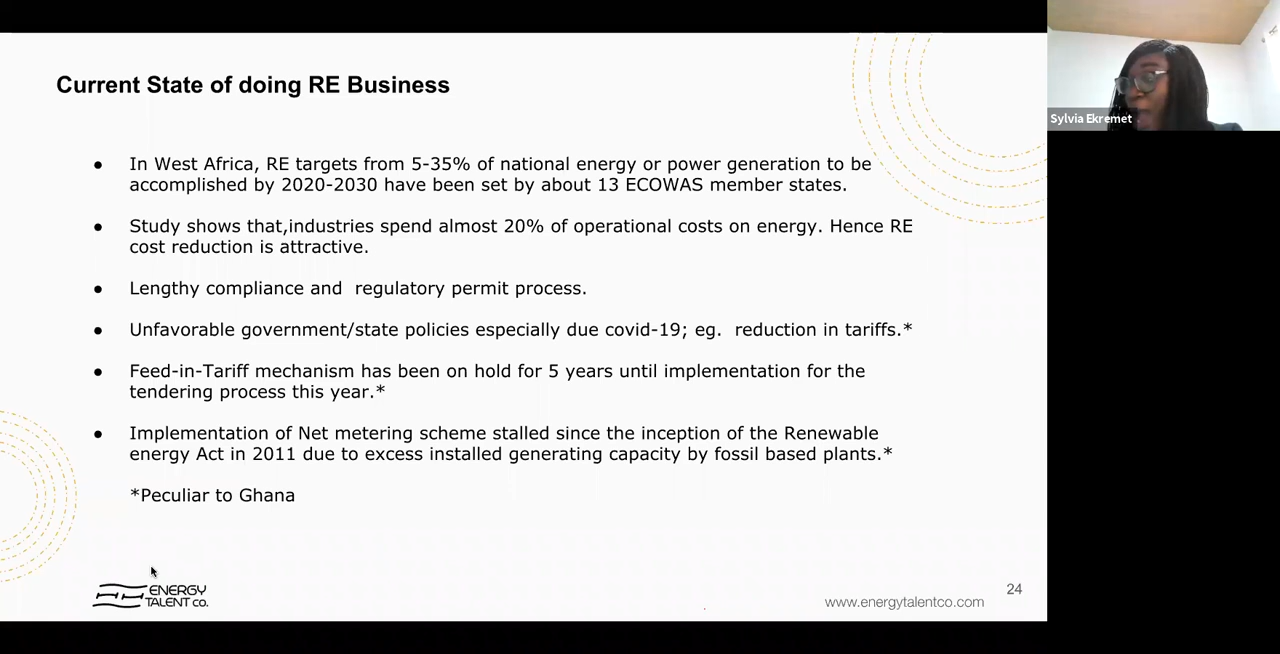 Current State of doing RE Business
Sylvia Ekremet
● In West Africa, RE targets from 5-35% of national energy or power generation to be
accomplished by 2020-2030 have been set by about 13 ECOWAS member states.
● Study shows that,industries spend almost 20% of operational costs on energy. Hence RE
cost reduction is attractive.
● Lengthy compliance and  regulatory permit process.
● Unfavorable government/state policies especially due covid-19; eg.  reduction in tariffs.*
● Feed-in-Tariff mechanism has been on hold for 5 years until implementation for the
tendering process this year.*
● Implementation of Net metering scheme stalled since the inception of the Renewable
energy Act in 2011 due to excess installed generating capacity by fossil based plants.*
*Peculiar to Ghana
ENERGY
TALENT CO.
www.energytalentco.com
24